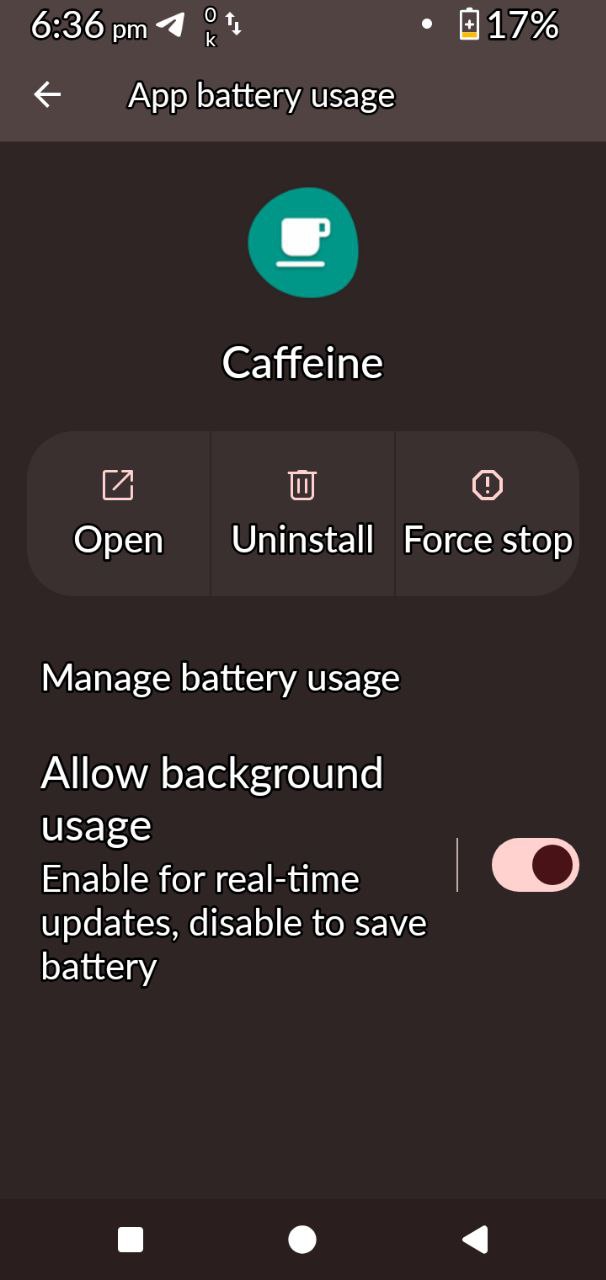 6:36 pm 0 k 17%
App battery usage
Caffeine
Open Uninstall Force stop
Manage battery usage
Allow background
usage
Enable for real-time
updates, disable to save
battery